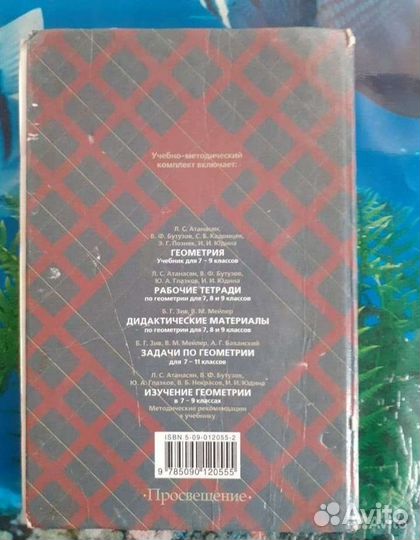 Учебно-методический
комплект включает:
Л. С. Атанасян,
В. Ф. Бутузов, С. Б. Кадомцев,
Э. Г. Позняк, И. И. Юдина
ГЕОМЕТРИЯ
Учебник для 7 – 9 классов
Л. С. Атанасян, В. Ф. Бутузов,
Ю. А. Глазков, И. И. Юдина
РАБОЧИЕ ТЕТРАДИ
по геометрии для 7, 8 и 9 классов
Б. Г. Зив, В. М. Мейлер
ДИДАКТИЧЕСКИЕ МАТЕРИАЛЫ
по геометрии для 7, 8 и 9 классов
Б. Г. Зив, В. М. Мейлер, А. Г. Баханский
ЗАДАЧИ ПО ГЕОМЕТРИИ
для 7 – 11 классов
Л. С. Атанасян, В. Ф. Бутузов,
Ю. А. Глазков, В. Б. Некрасов, И. И. Юдина
ИЗУЧЕНИЕ ГЕОМЕТРИИ
в 7 – 9 классах
Методические рекомендации
к учебнику
ISBN 5-09-012055-2
9 785090 120555
·Просвещение·
Avito